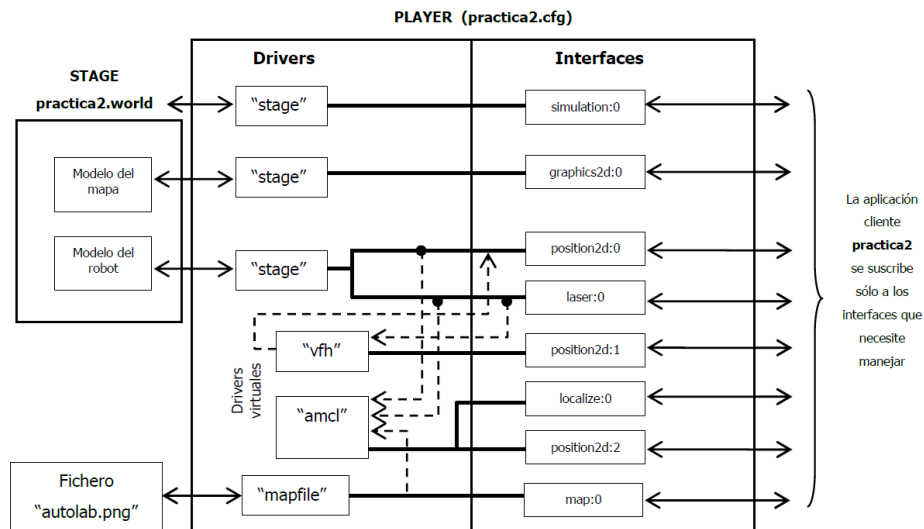 PLAYER (practica2.cfg)
Drivers
Interfaces
STAGE
practica2.world
"stage"
simulation:0
Modelo del
mapa
"stage"
graphics2d:0
Modelo del
robot
"stage"
position2d:0
laser:0
"vfh"
position2d:1
Drivers
virtuales
"amcl"
localize:0
position2d:2
Fichero
"autolab.png"
"mapfile"
map:0
La aplicación
cliente
practica2
se suscribe
sólo a los
interfaces que
necesite
manejar